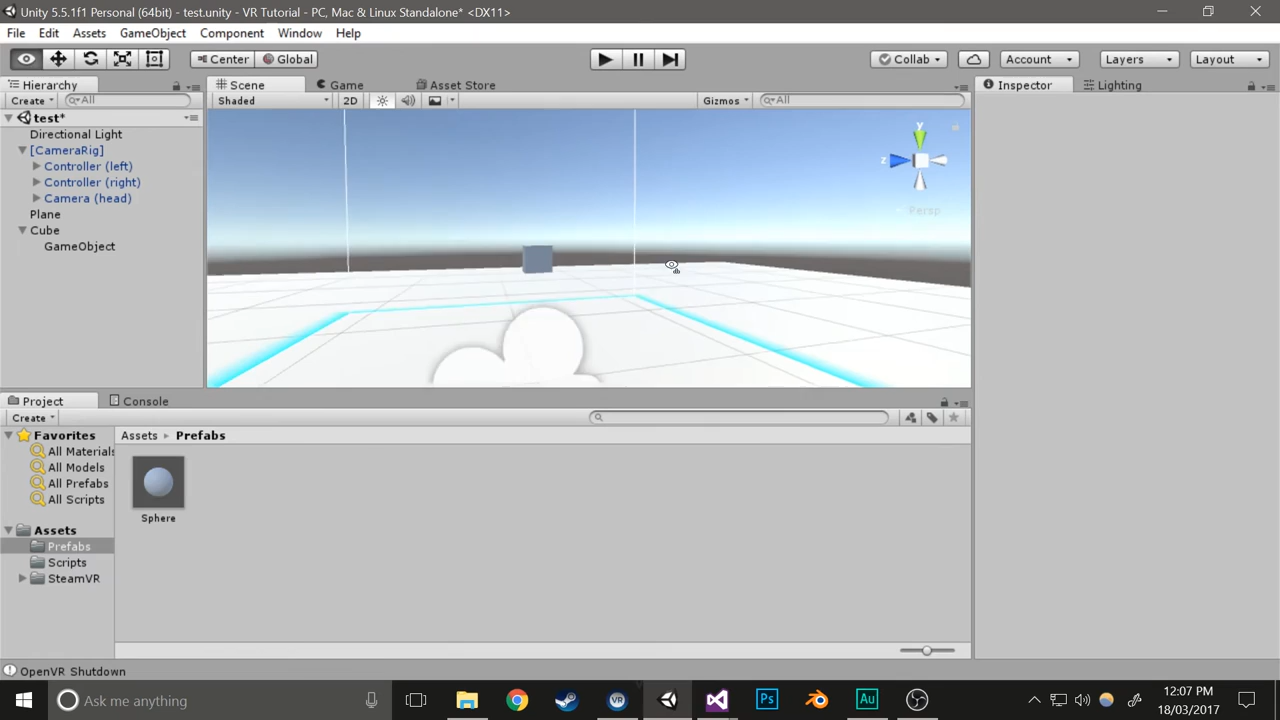 Unity 5.5.1f1 Personal (64bit) - test.unity - VR Tutorial - PC, Mac & Linux Standalone* <DX11>
File Edit Assets GameObject Component Window Help
Center Global Collab Account Layers Layout
Hierarchy Scene Game Asset Store Inspector Lighting
Create All Shaded 2D Gizmos All
test*
Directional Light
[CameraRig]
Controller (left)
Controller (right)
Camera (head)
Plane
Cube
GameObject
y
z
Persp
Project Console
Create
Favorites
All Materials
All Models
All Prefabs
All Scripts
Assets
Prefabs
Scripts
SteamVR
Assets Prefabs
Sphere
OpenVR Shutdown
Ask me anything
VR
Ps
Au
12:07 PM
18/03/2017